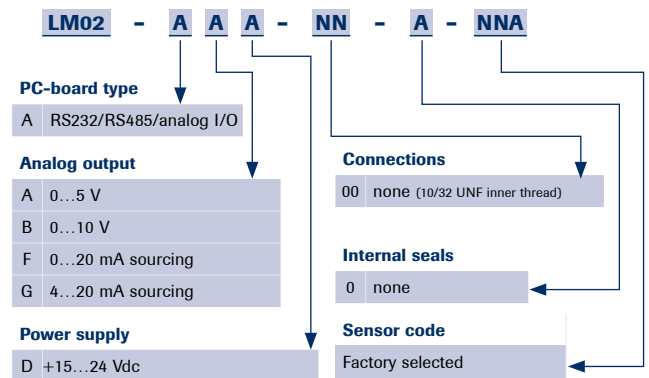 LM02 - A A A - NN - A - NNA
PC-board type
A RS232/RS485/analog I/O
Analog output
A 0...5 V
B 0...10 V
F 0...20 mA sourcing
G 4...20 mA sourcing
Power supply
D +15...24 Vdc
Connections
00 none (10/32 UNF inner thread)
Internal seals
0 none
Sensor code
Factory selected